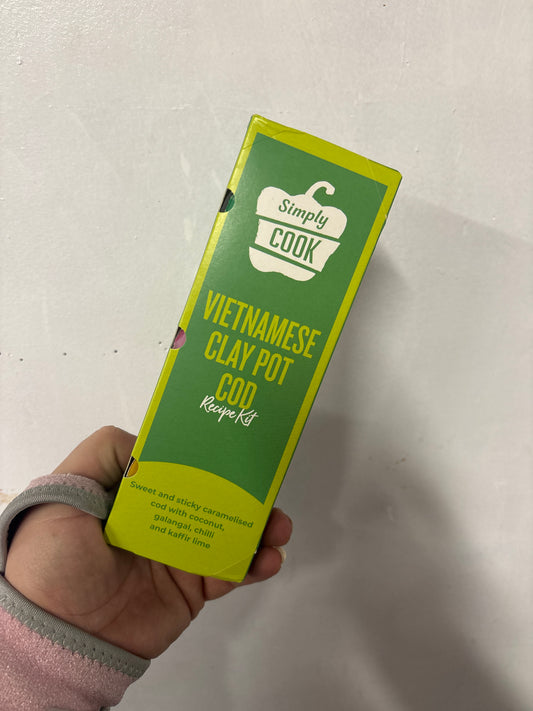 Simply
COOK
VIETNAMESE
CLAY POT
COD
Recipe Kit
Sweet and sticky caramelised
cod with coconut,
galangal, chilli
and kaffir lime